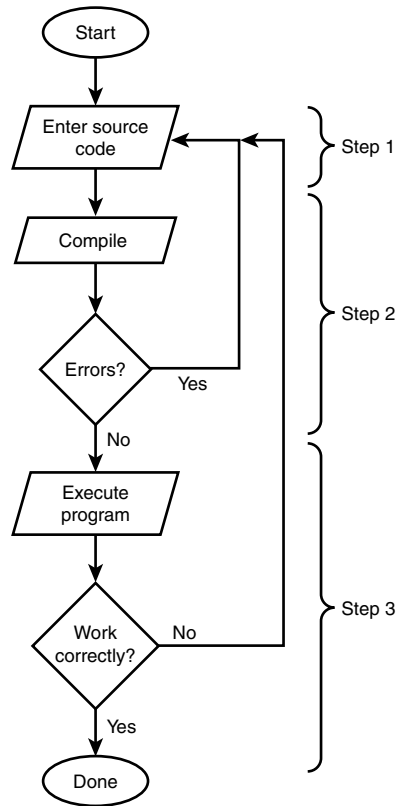 Start
Enter source
code
Step 1
Compile
Step 2
Errors?
Yes
No
Execute
program
Step 3
Work
correctly?
No
Yes
Done